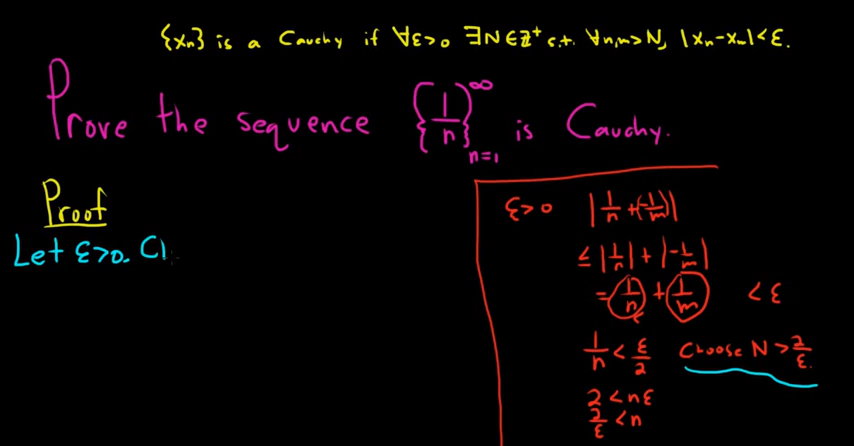 {xₙ} is a Cauchy if ∀ε>0 ∃N∈ℤ⁺ s.t. ∀n,m>N, |xₙ-xₘ|<ε.
Prove the sequence {1/n}_{n=1}^∞ is Cauchy.
Proof
Let ε>0. Ch
ε>0 |1/n+(-1/m)|
≤|1/n|+|-1/m|
=1/n+1/m <ε
1/n<ε/2 Choose N>2/ε.
2<nε
2/ε<n